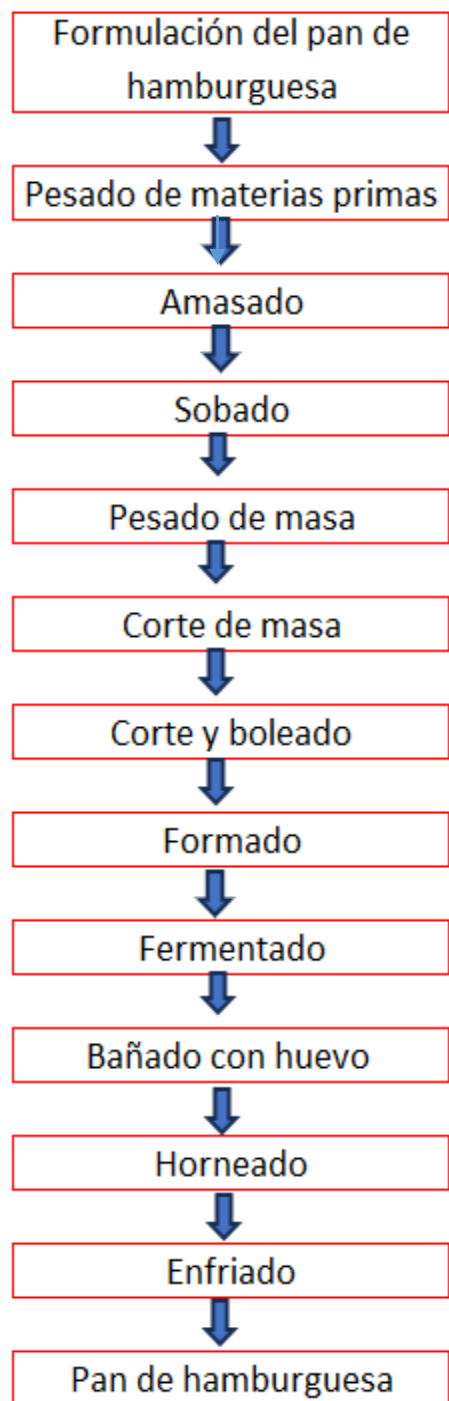 Formulación del pan de
hamburguesa
Pesado de materias primas
Amasado
Sobado
Pesado de masa
Corte de masa
Corte y boleado
Formado
Fermentado
Bañado con huevo
Horneado
Enfriado
Pan de hamburguesa